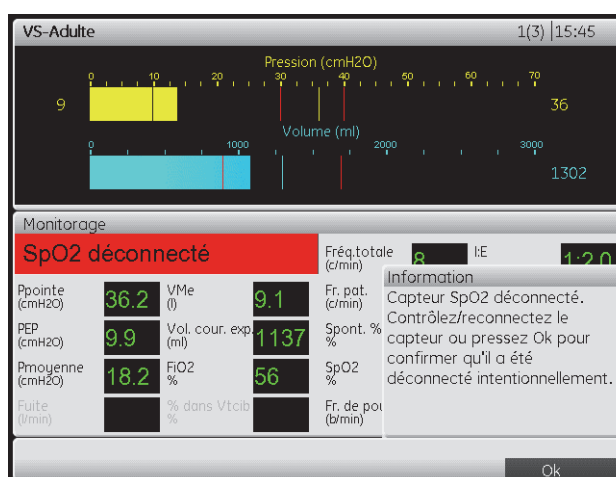 VS-Adulte 1(3) 15:45
Pression (cmH2O)
0 10 20 30 40 50 60 70
9 36
Volume (ml)
0 1000 2000 3000
1302
Monitorage
SpO2 déconnecté
Fréq.totale
(c/min)
8
I:E
1:2.0
Ppointe
(cmH2O)
36.2
VMe
(l)
9.1
Fr. pat.
(c/min)
PEP
(cmH2O)
9.9
Vol. cour. exp.
(ml)
1137
Spont. %
%
Pmoyenne
(cmH2O)
18.2
FiO2
%
56
SpO2
%
Fuite
(l/min)
% dans Vtcib
%
Fr. de pou
(b/min)
Information
Capteur SpO2 déconnecté.
Contrôlez/reconnectez le
capteur ou pressez Ok pour
confirmer qu'il a été
déconnecté intentionnellement.
Ok